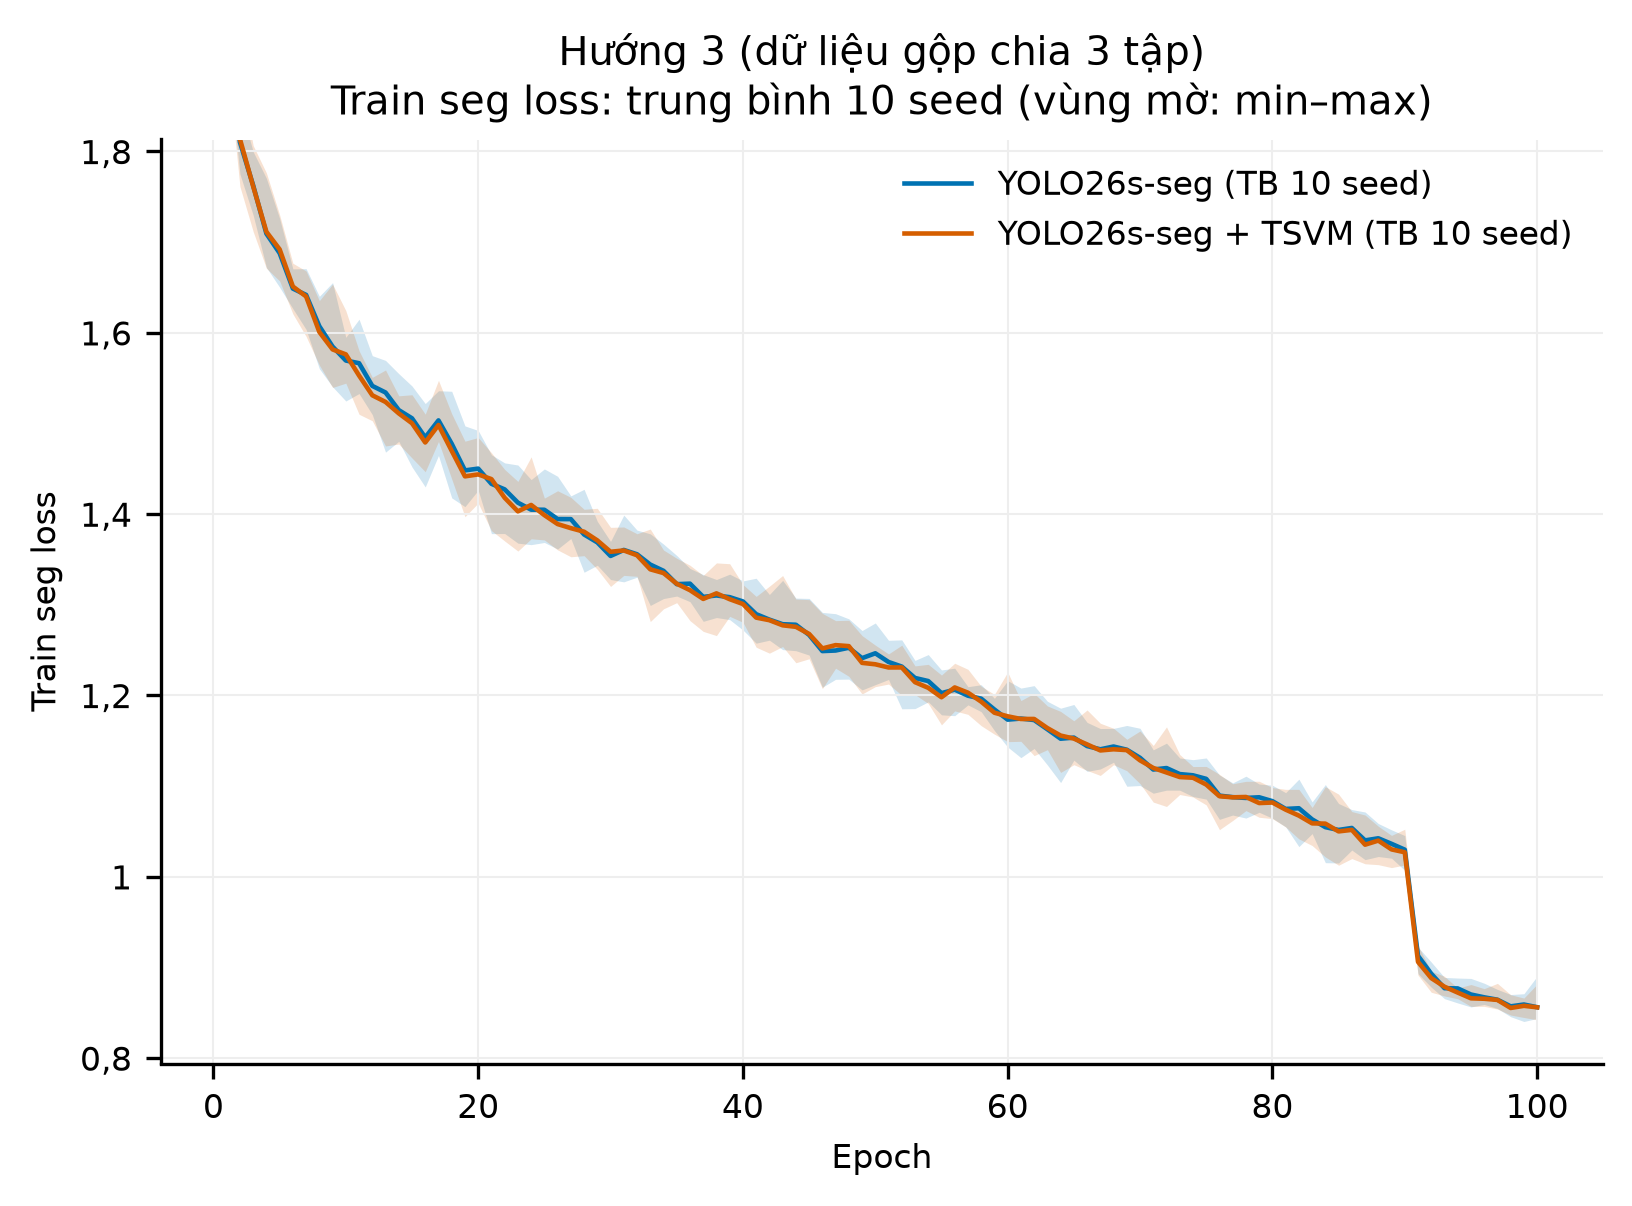 Hướng 3 (dữ liệu gộp chia 3 tập)
Train seg loss: trung bình 10 seed (vùng mờ: min–max)
YOLO26s-seg (TB 10 seed)
YOLO26s-seg + TSVM (TB 10 seed)
Train seg loss
1,8
1,6
1,4
1,2
1
0,8
0 20 40 60 80 100
Epoch